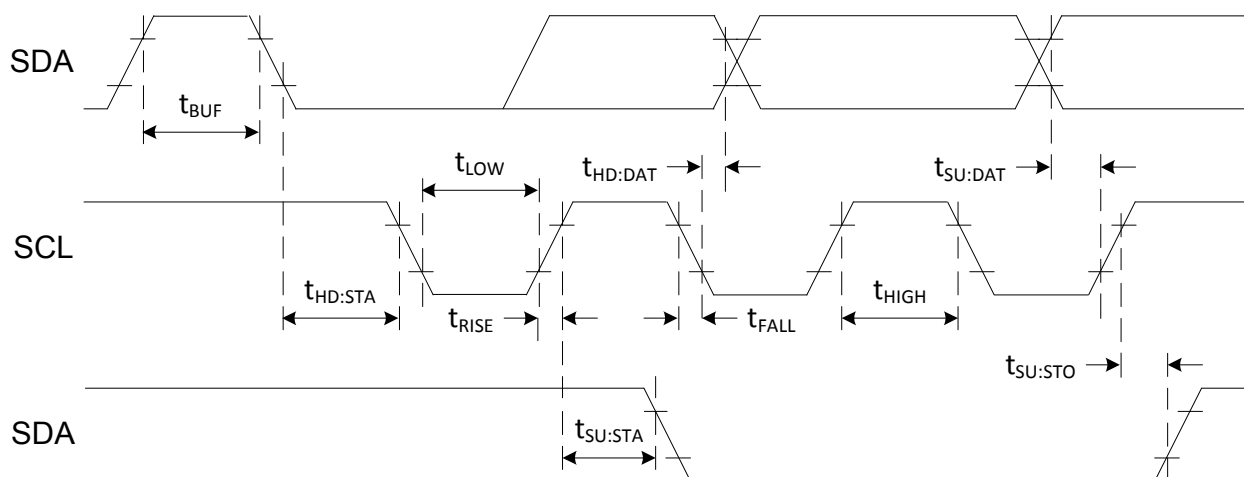 SDA
tBUF
tLOW
tHD:DAT
tSU:DAT
SCL
tHD:STA
tRISE
tFALL
tHIGH
tSU:STO
SDA
tSU:STA